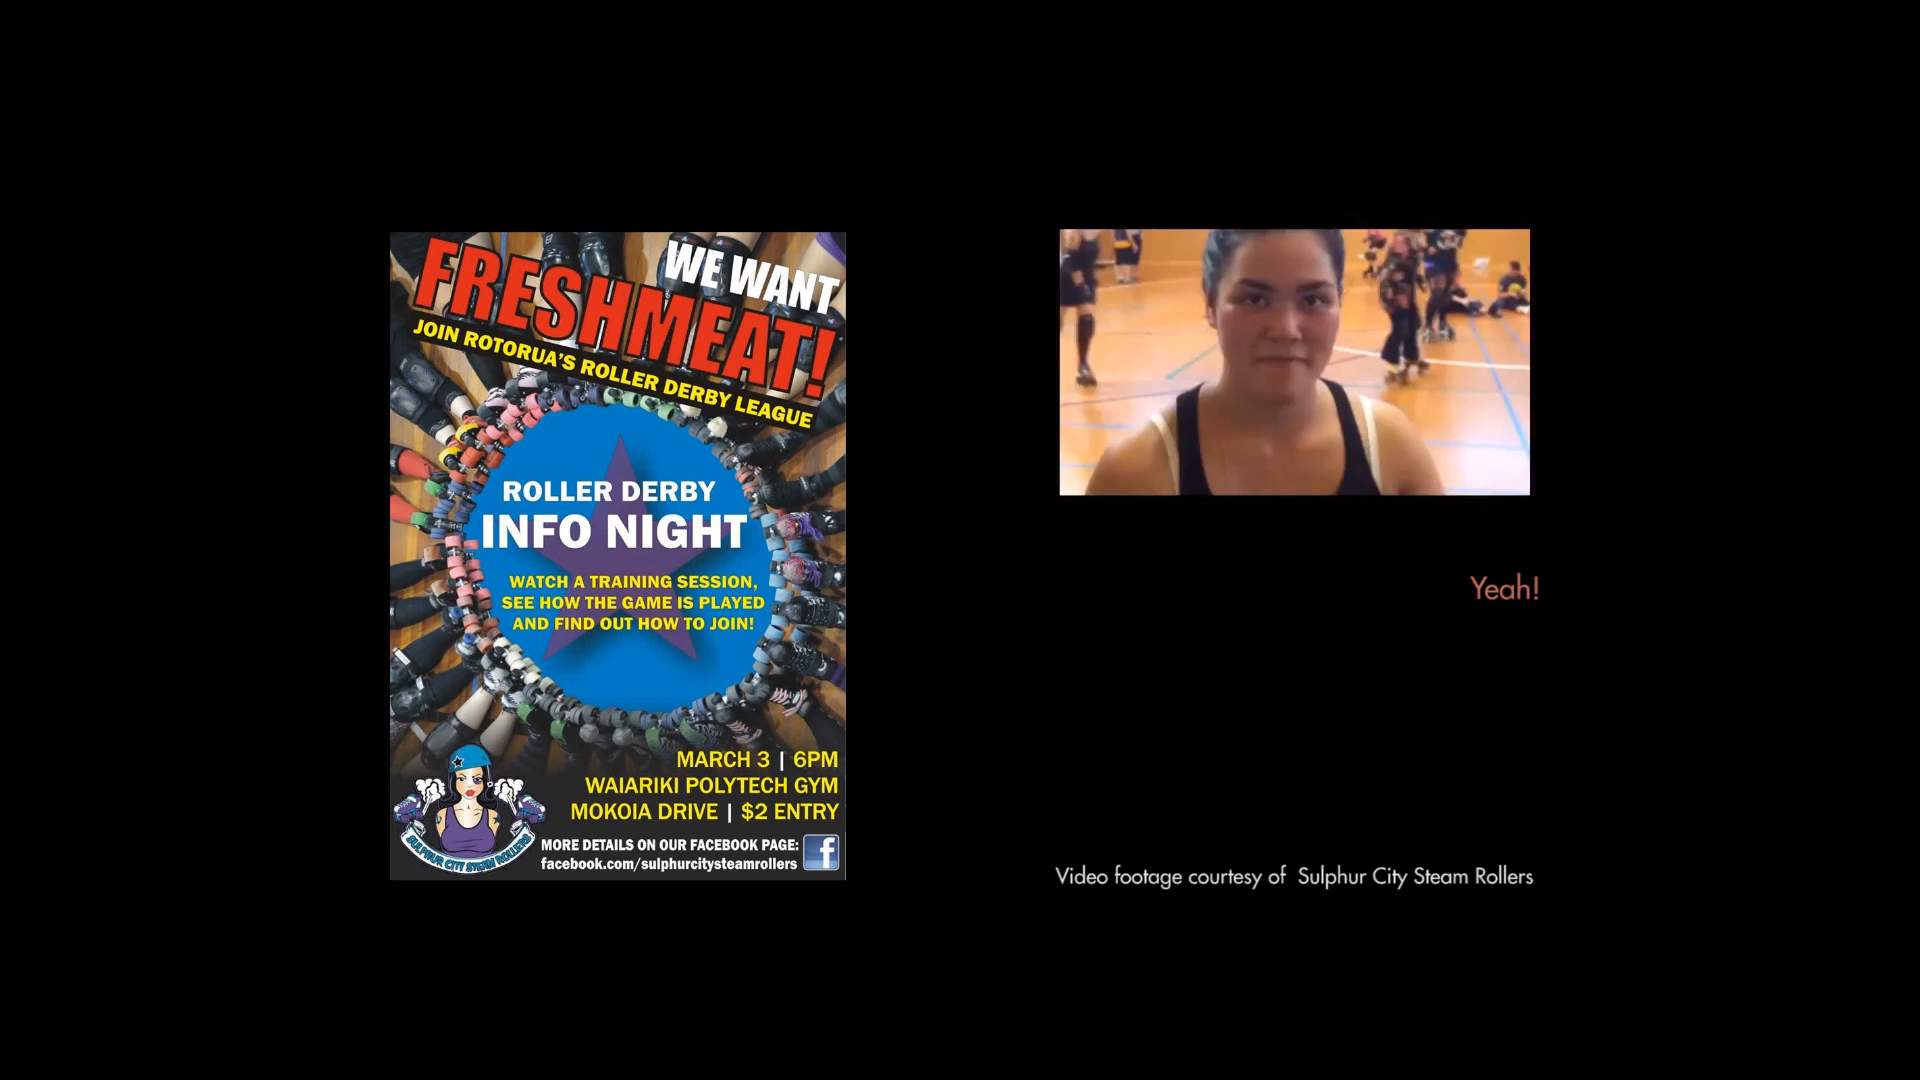 WE WANT
FRESHMEAT!
JOIN ROTORUA'S ROLLER DERBY LEAGUE
ROLLER DERBY
INFO NIGHT
WATCH A TRAINING SESSION,
SEE HOW THE GAME IS PLAYED
AND FIND OUT HOW TO JOIN!
MARCH 3 | 6PM
WAIARIKI POLYTECH GYM
MOKOIA DRIVE | $2 ENTRY
SULPHUR CITY STEAM ROLLERS
MORE DETAILS ON OUR FACEBOOK PAGE:
facebook.com/sulphurcitysteamrollers
f
Yeah!
Video footage courtesy of Sulphur City Steam Rollers